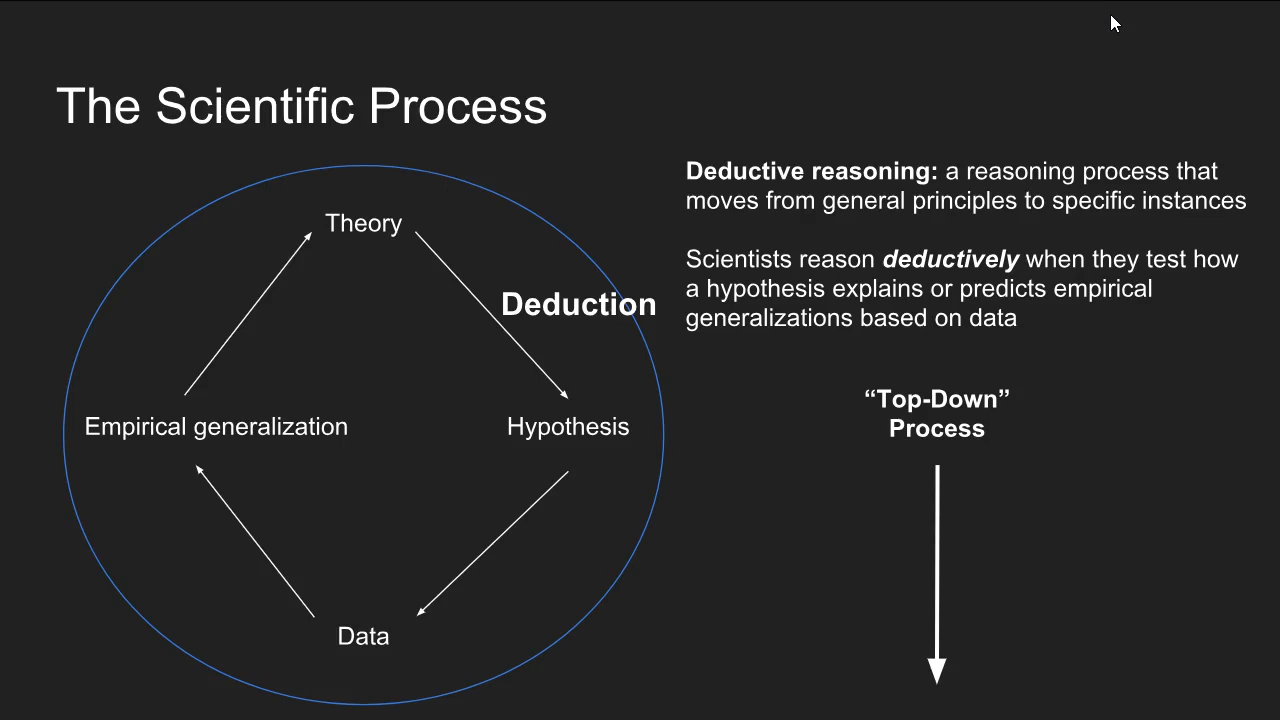 The Scientific Process
Theory
Deduction
Empirical generalization
Hypothesis
Data
Deductive reasoning: a reasoning process that
moves from general principles to specific instances
Scientists reason deductively when they test how
a hypothesis explains or predicts empirical
generalizations based on data
“Top-Down”
Process